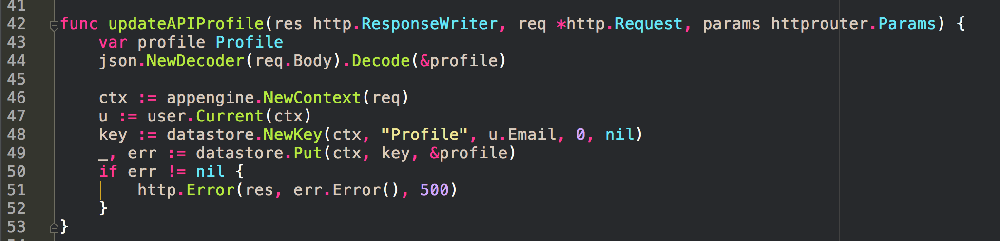 41
42 func updateAPIProfile(res http.ResponseWriter, req *http.Request, params httprouter.Params) {
43     var profile Profile
44     json.NewDecoder(req.Body).Decode(&profile)
45
46     ctx := appengine.NewContext(req)
47     u := user.Current(ctx)
48     key := datastore.NewKey(ctx, "Profile", u.Email, 0, nil)
49     _, err := datastore.Put(ctx, key, &profile)
50     if err != nil {
51         http.Error(res, err.Error(), 500)
52     }
53 }